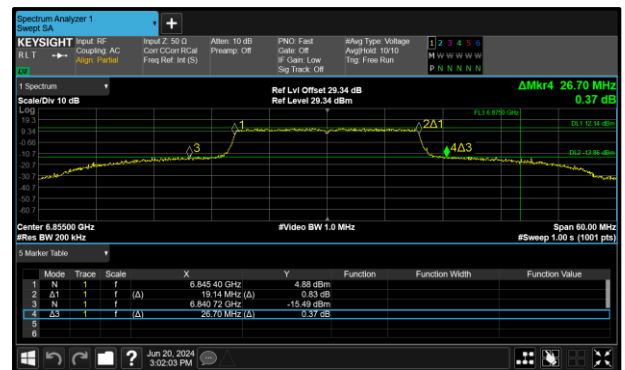 Spectrum Analyzer 1
Swept SA
+
KEYSIGHT Input: RF Input Z: 50 Ω Atten: 10 dB PNO: Fast #Avg Type: Voltage 1 2 3 4 5 6
RLT Coupling: AC Corr CCorr RCal Preamp: Off Gate: Off Avg|Hold: 10/10 M W W W W W
Align: Partial Freq Ref: Int (S) IF Gain: Low Trig: Free Run P N N N N N
Sig Track: Off
1 Spectrum Ref Lvl Offset 29.34 dB ΔMkr4 26.70 MHz
Scale/Div 10 dB Ref Level 29.34 dBm 0.37 dB
Log
19.3
9.34
-0.66
-10.7
-20.7
-30.7
-40.7
-50.7
-60.7
FL3 6.8750 GHz
DL1 12.14 dBm
DL2 -13.86 dBm
1
2Δ1
3
4Δ3
Center 6.85500 GHz #Video BW 1.0 MHz Span 60.00 MHz
#Res BW 200 kHz #Sweep 1.00 s (1001 pts)
5 Marker Table
Mode Trace Scale X Y Function Function Width Function Value
1 N 1 f 6.845 40 GHz 4.88 dBm
2 Δ1 1 f (Δ) 19.14 MHz (Δ) 0.83 dB
3 N 1 f 6.840 72 GHz -15.49 dBm
4 Δ3 1 f (Δ) 26.70 MHz (Δ) 0.37 dB
5
6
? Jun 20, 2024
3:02:03 PM